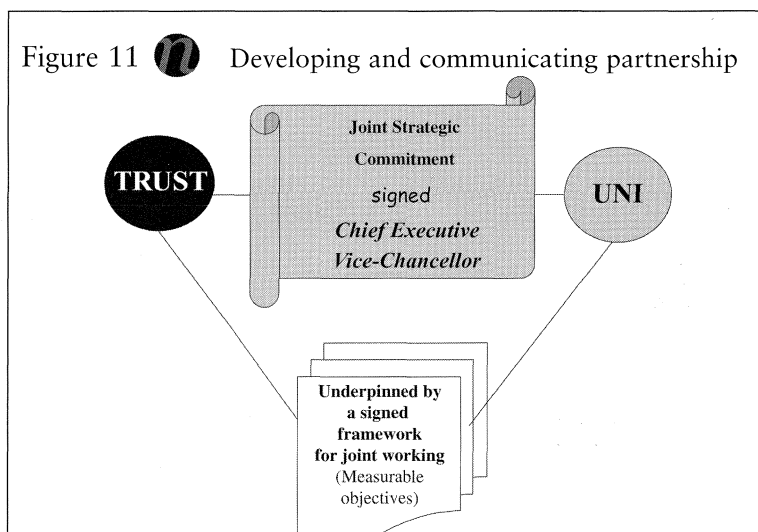 Figure 11 n Developing and communicating partnership
Joint Strategic
Commitment
signed
Chief Executive
Vice-Chancellor
TRUST
UNI
Underpinned by
a signed
framework
for joint working
(Measurable
objectives)